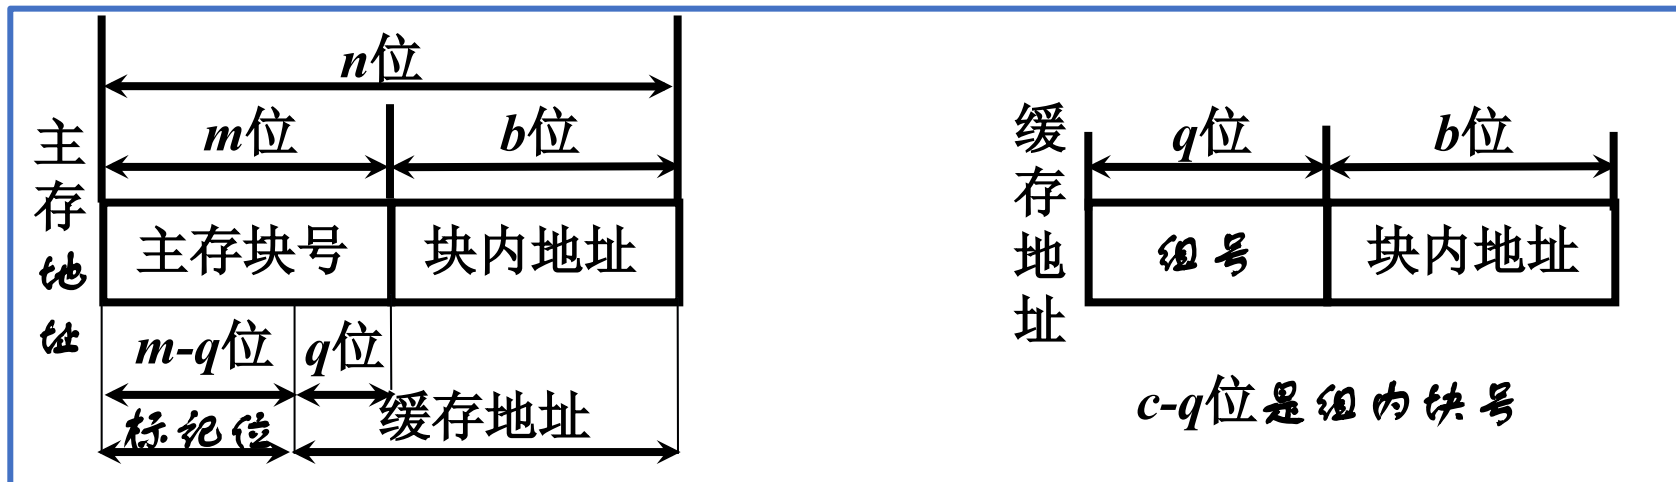 主存地址
n位
m位 b位
主存块号 块内地址
m-q位 q位
标记位 缓存地址
缓存地址
q位 b位
组号 块内地址
c-q位是组内块号